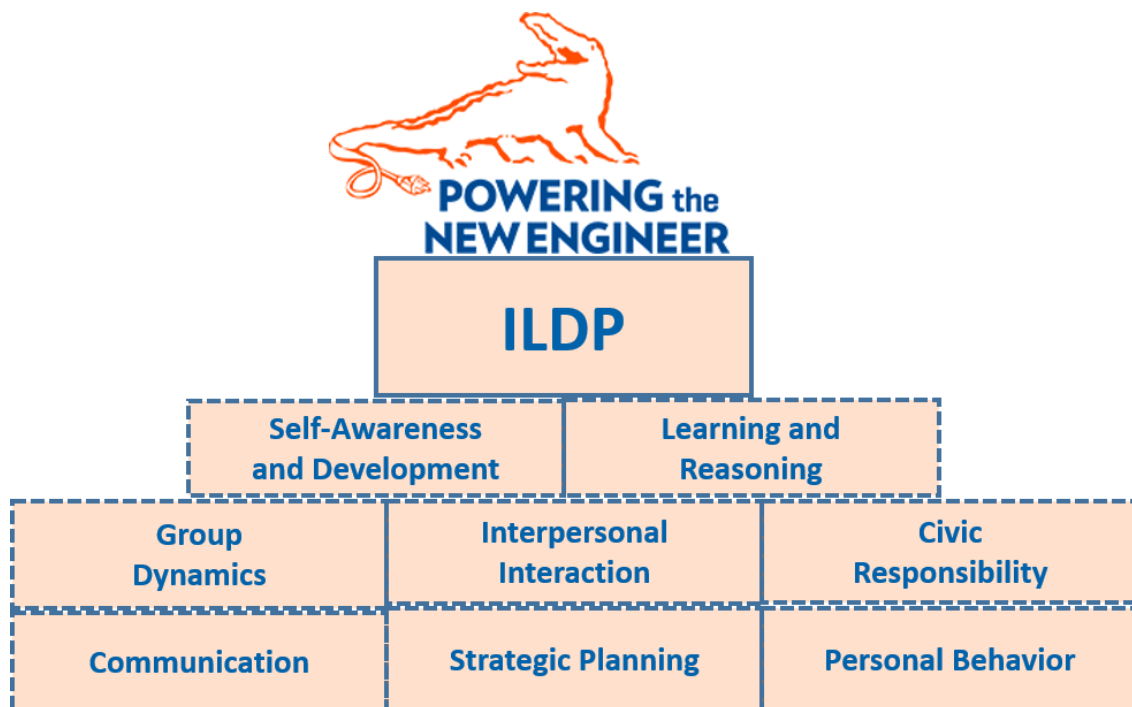 POWERING the
NEW ENGINEER
ILDP
Self-Awareness
and Development
Learning and
Reasoning
Group
Dynamics
Interpersonal
Interaction
Civic
Responsibility
Communication
Strategic Planning
Personal Behavior